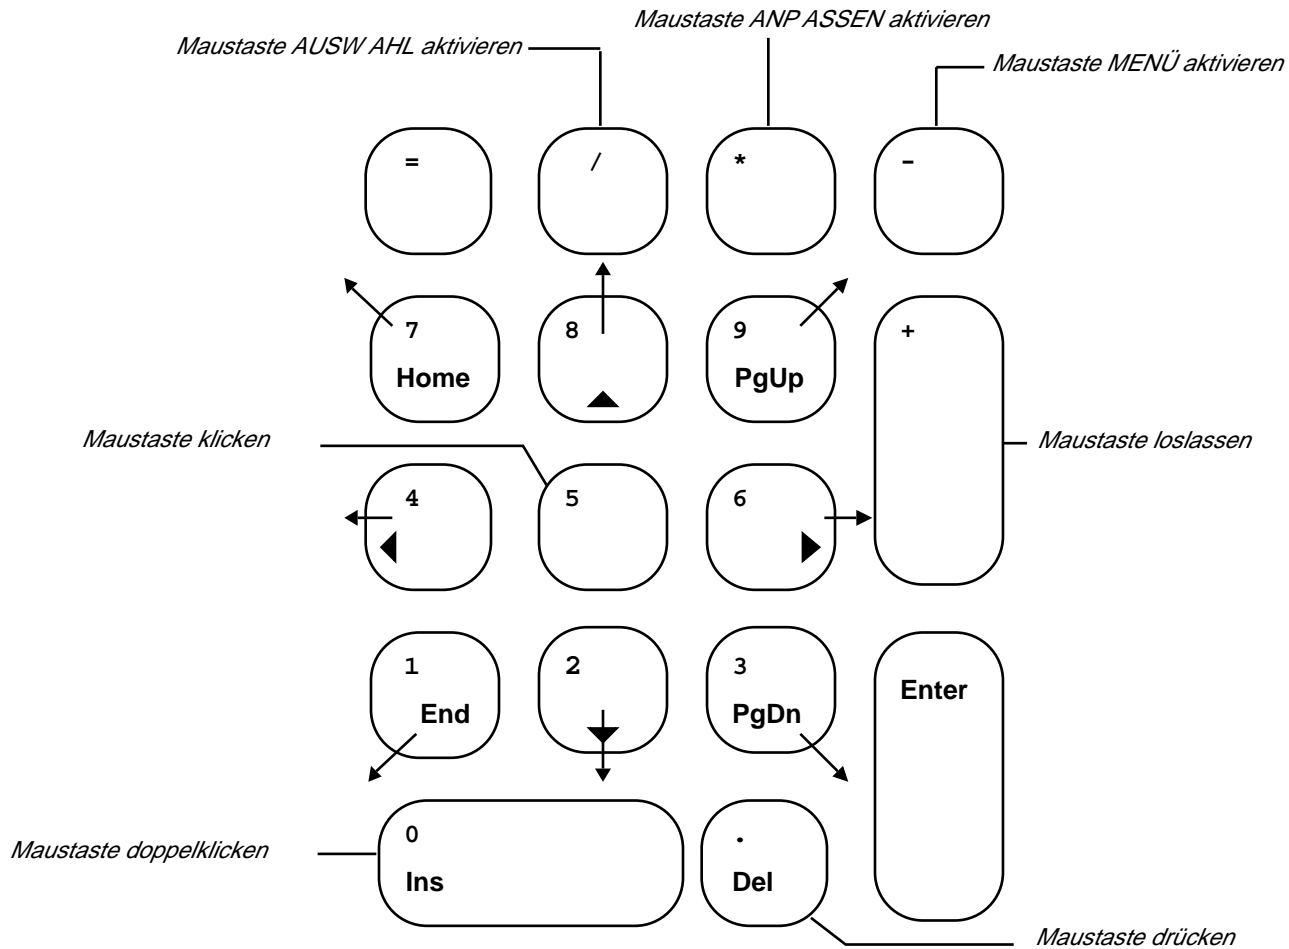 Maustaste ANP ASSEN aktivieren
Maustaste AUSW AHL aktivieren
Maustaste MENÜ aktivieren
= / * -
7 8 9 +
Home PgUp
Maustaste klicken
Maustaste loslassen
4 5 6
1 2 3
End PgDn Enter
0 .
Maustaste doppelklicken
Ins Del
Maustaste drücken